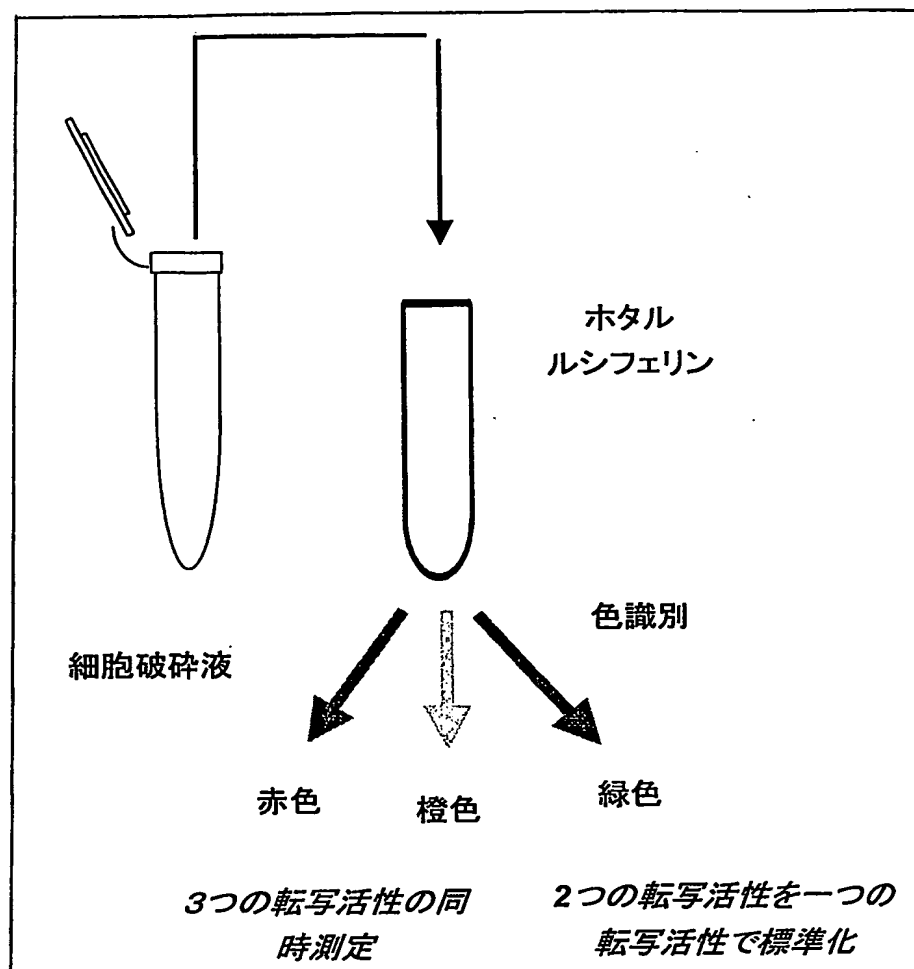 ホタル
ルシフェリン
細胞破砕液
色識別
赤色
橙色
緑色
3つの転写活性の同
時測定
2つの転写活性を一つの
転写活性で標準化